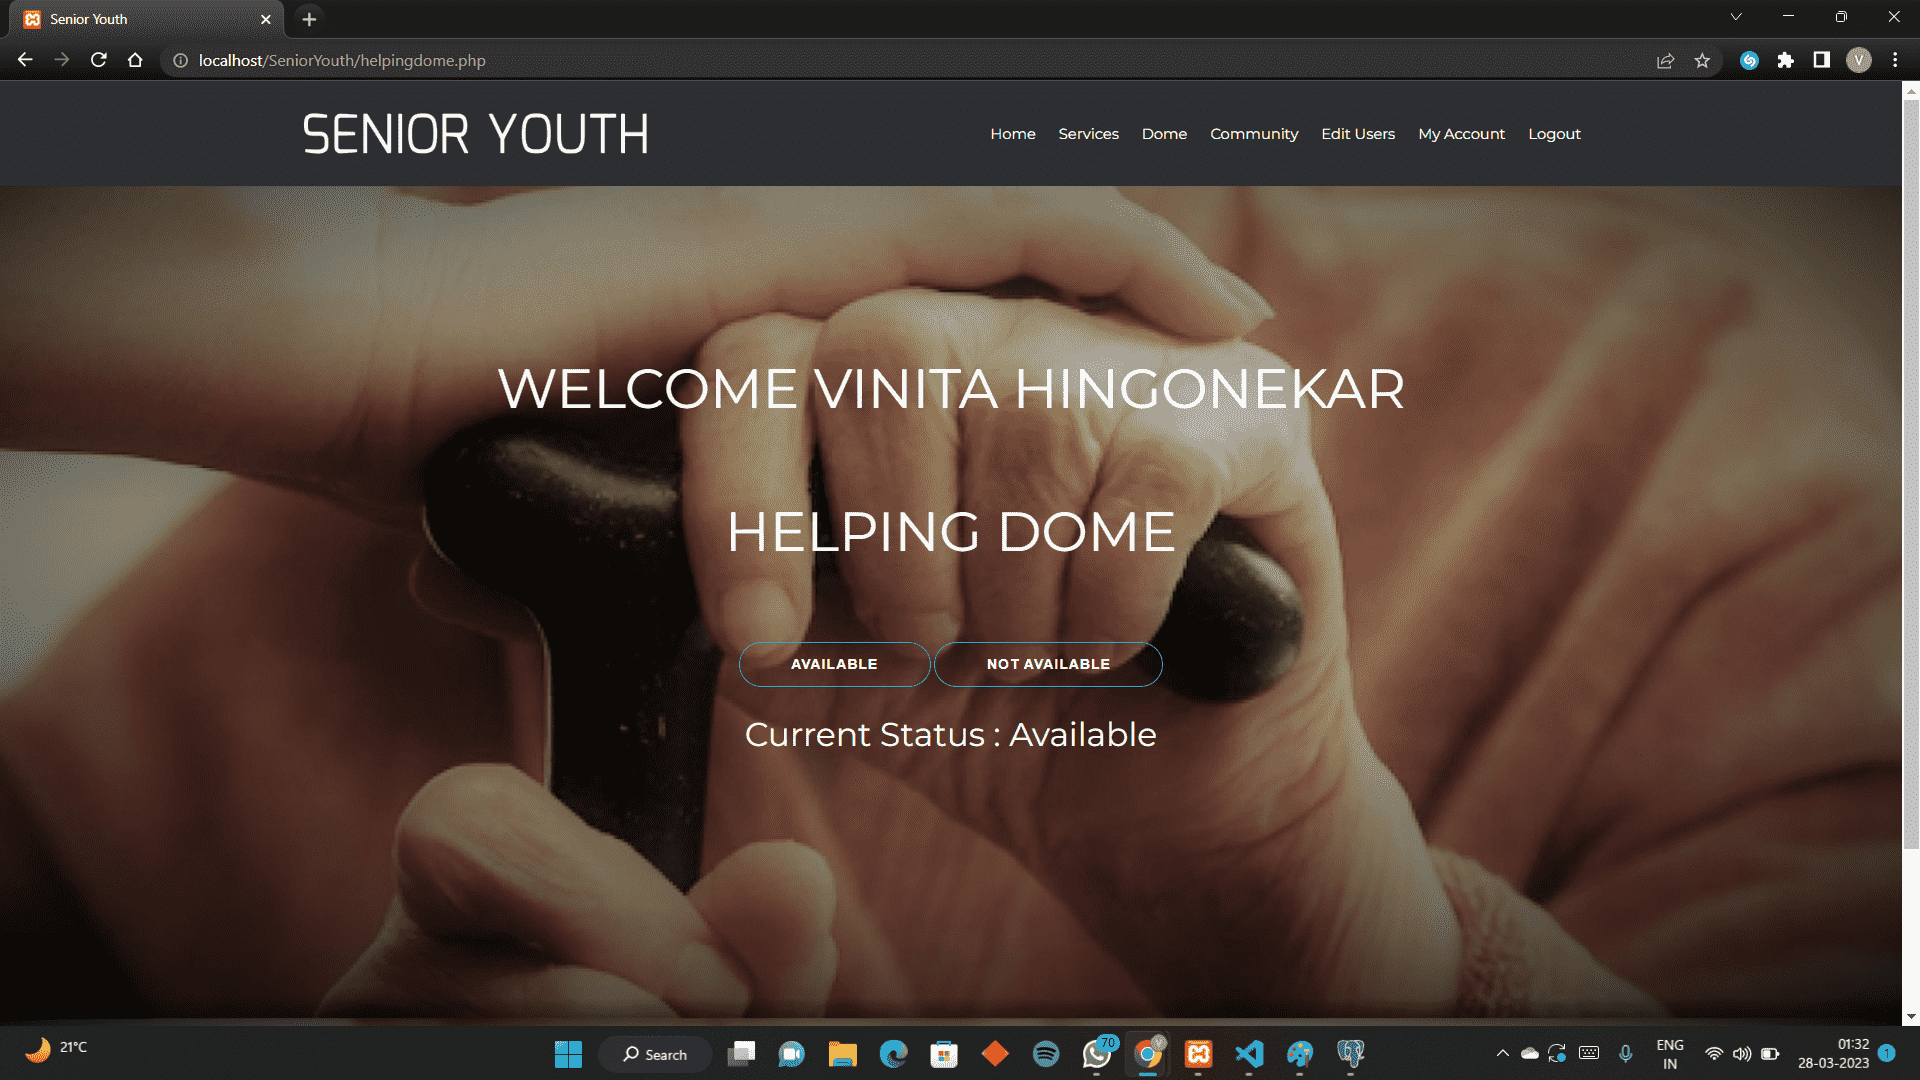 Senior Youth
localhost/SeniorYouth/helpingdome.php
V
SENIOR YOUTH
Home Services Dome Community Edit Users My Account Logout
WELCOME VINITA HINGONEKAR
HELPING DOME
AVAILABLE NOT AVAILABLE
Current Status : Available
21°C
Search
70
V
ENG
IN
01:32
28-03-2023
1